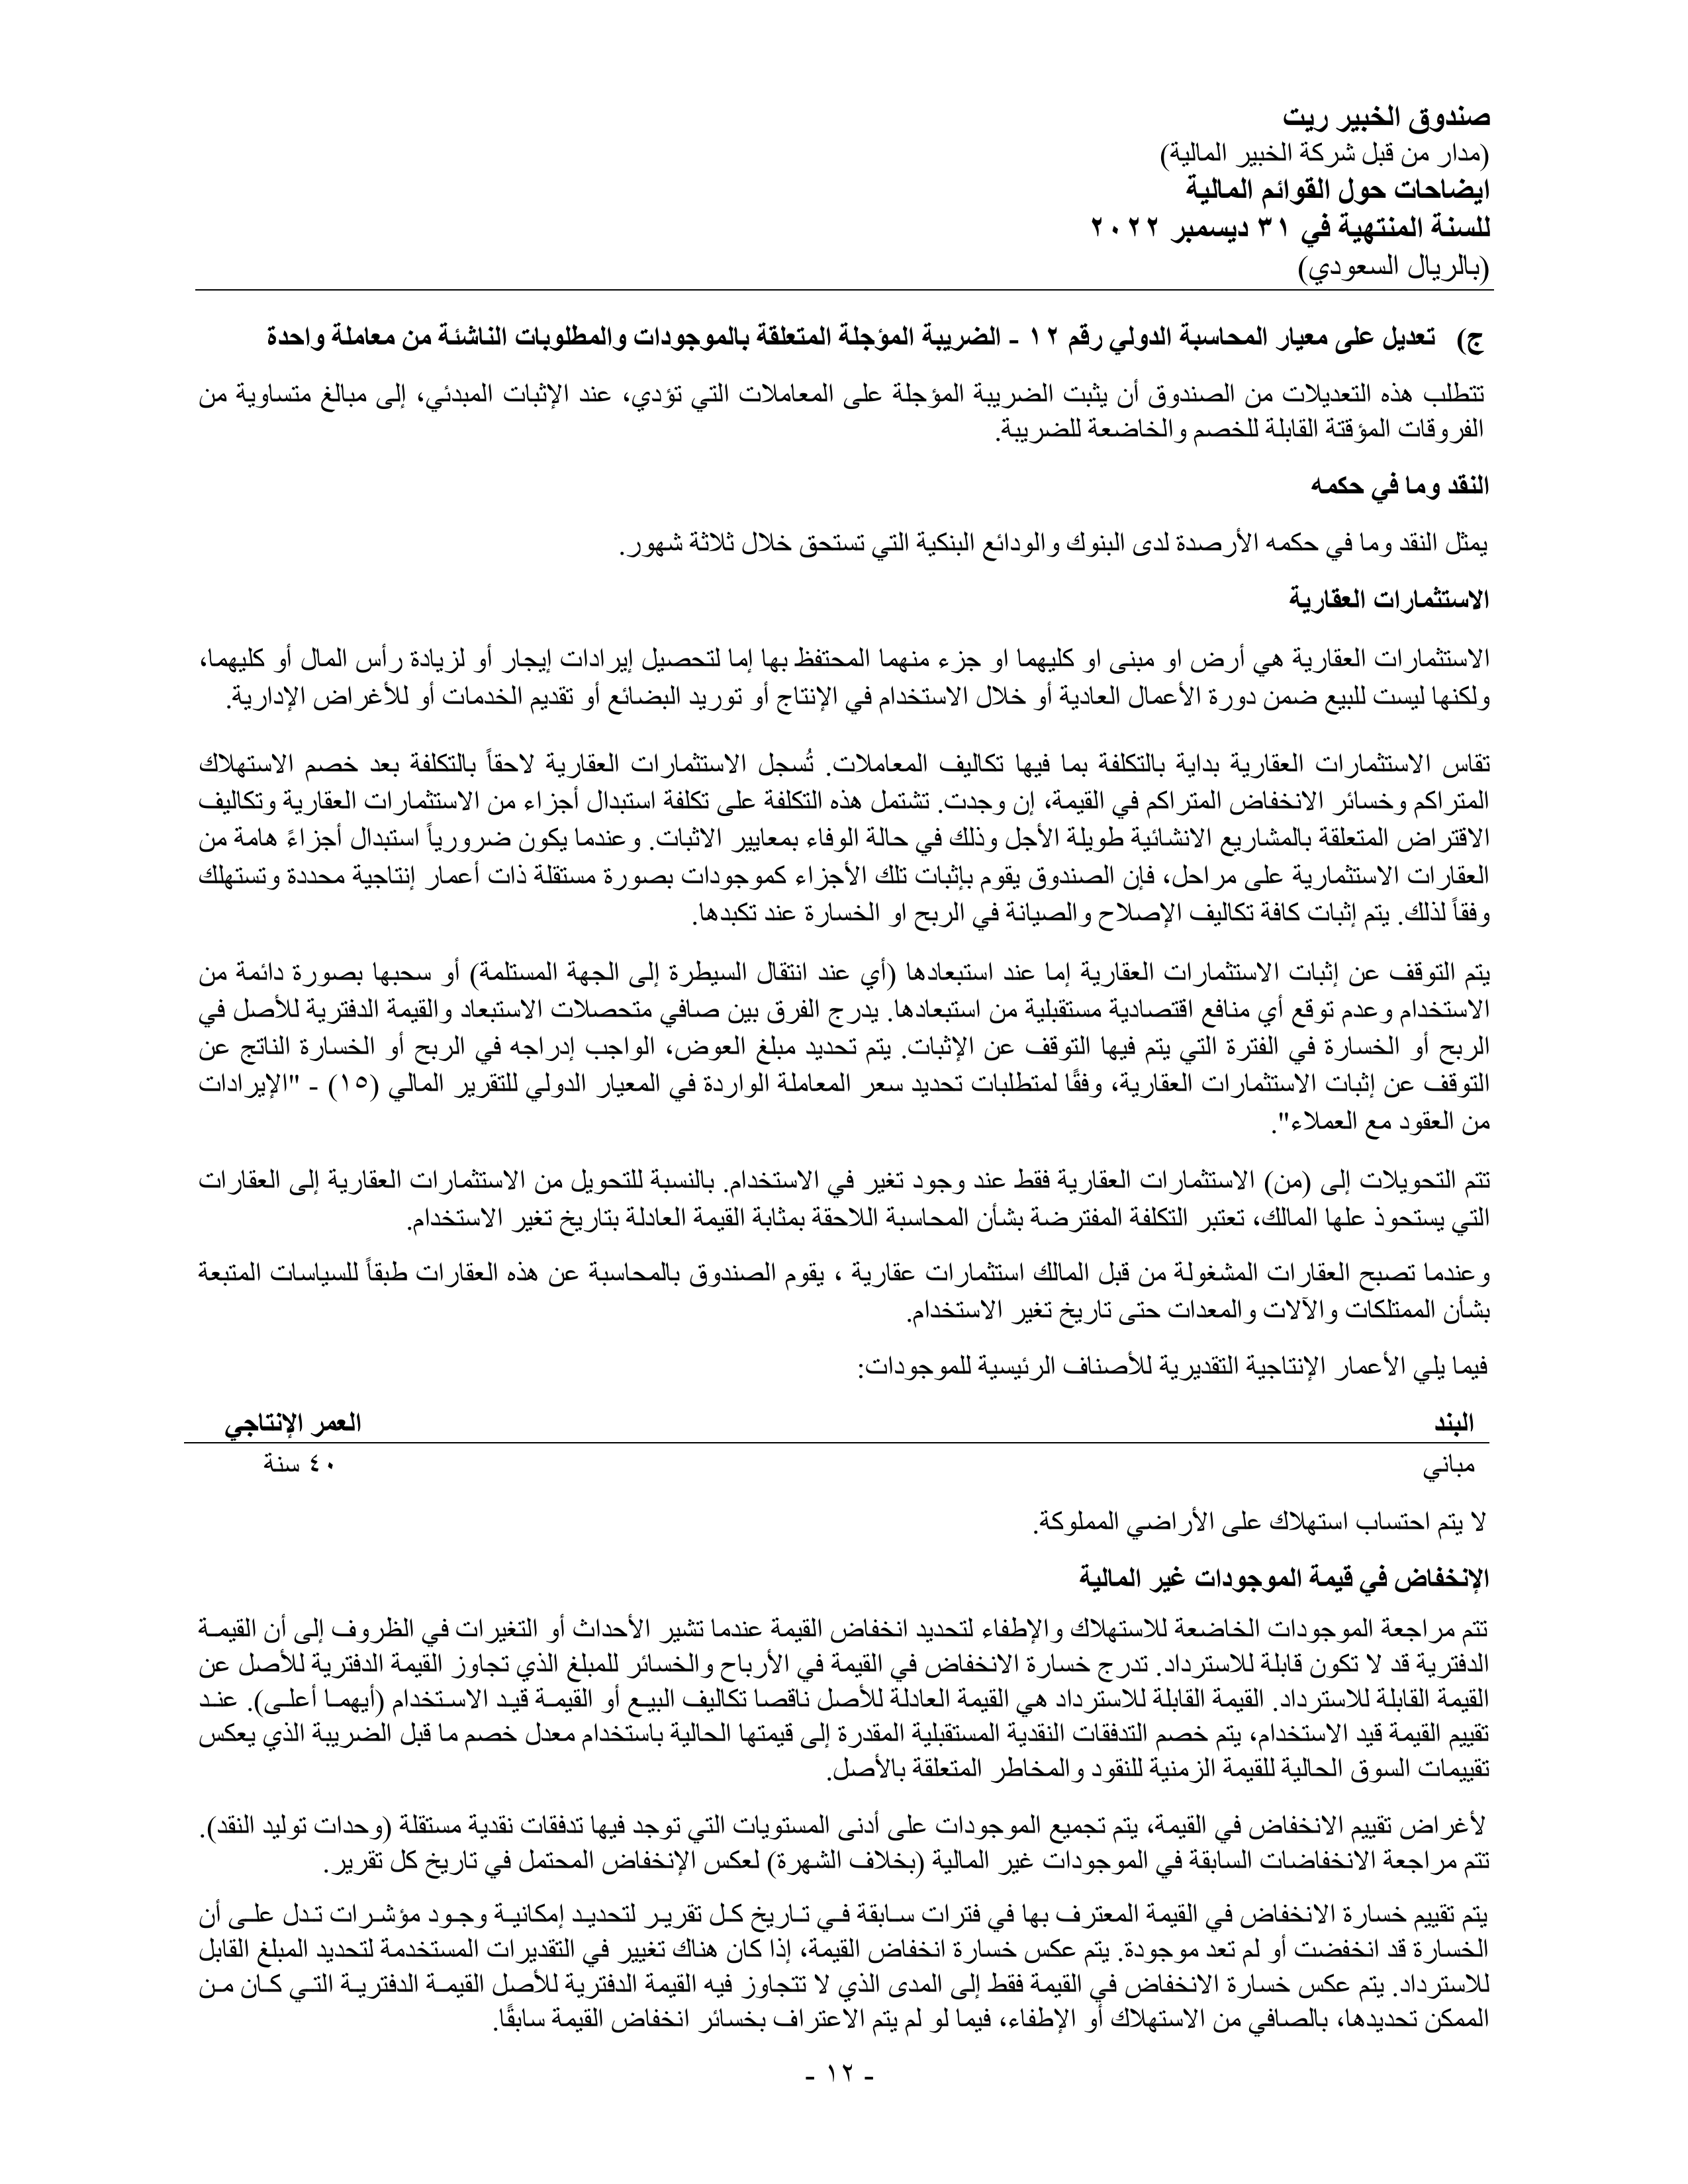 صندوق الخبير ريت
(مدار من قبل شركة الخبير المالية)
ايضاحات حول القوائم المالية
للسنة المنتهية في ٣١ ديسمبر ٢٠٢٢
(بالريال السعودي)
ج) تعديل على معيار المحاسبة الدولي رقم ١٢ - الضريبة المؤجلة المتعلقة بالموجودات والمطلوبات الناشئة من معاملة واحدة
تتطلب هذه التعديلات من الصندوق أن يثبت الضريبة المؤجلة على المعاملات التي تؤدي، عند الإثبات المبدئي، إلى مبالغ متساوية من
الفروقات المؤقتة القابلة للخصم والخاضعة للضريبة.
النقد وما في حكمه
يمثل النقد وما في حكمه الأرصدة لدى البنوك والودائع البنكية التي تستحق خلال ثلاثة شهور.
الاستثمارات العقارية
الاستثمارات العقارية هي أرض او مبنى او كليهما او جزء منهما المحتفظ بها إما لتحصيل إيرادات إيجار أو لزيادة رأس المال أو كليهما،
ولكنها ليست للبيع ضمن دورة الأعمال العادية أو خلال الاستخدام في الإنتاج أو توريد البضائع أو تقديم الخدمات أو للأغراض الإدارية.
تقاس الاستثمارات العقارية بداية بالتكلفة بما فيها تكاليف المعاملات. تُسجل الاستثمارات العقارية لاحقاً بالتكلفة بعد خصم الاستهلاك
المتراكم وخسائر الانخفاض المتراكم في القيمة، إن وجدت. تشتمل هذه التكلفة على تكلفة استبدال أجزاء من الاستثمارات العقارية وتكاليف
الاقتراض المتعلقة بالمشاريع الانشائية طويلة الأجل وذلك في حالة الوفاء بمعايير الاثبات. وعندما يكون ضرورياً استبدال أجزاءً هامة من
العقارات الاستثمارية على مراحل، فإن الصندوق يقوم بإثبات تلك الأجزاء كموجودات بصورة مستقلة ذات أعمار إنتاجية محددة وتستهلك
وفقاً لذلك. يتم إثبات كافة تكاليف الإصلاح والصيانة في الربح او الخسارة عند تكبدها.
يتم التوقف عن إثبات الاستثمارات العقارية إما عند استبعادها (أي عند انتقال السيطرة إلى الجهة المستلمة) أو سحبها بصورة دائمة من
الاستخدام وعدم توقع أي منافع اقتصادية مستقبلية من استبعادها. يدرج الفرق بين صافي متحصلات الاستبعاد والقيمة الدفترية للأصل في
الربح أو الخسارة في الفترة التي يتم فيها التوقف عن الإثبات. يتم تحديد مبلغ العوض، الواجب إدراجه في الربح أو الخسارة الناتج عن
التوقف عن إثبات الاستثمارات العقارية، وفقًا لمتطلبات تحديد سعر المعاملة الواردة في المعيار الدولي للتقرير المالي (١٥) - "الإيرادات
من العقود مع العملاء".
تتم التحويلات إلى (من) الاستثمارات العقارية فقط عند وجود تغير في الاستخدام. بالنسبة للتحويل من الاستثمارات العقارية إلى العقارات
التي يستحوذ علها المالك، تعتبر التكلفة المفترضة بشأن المحاسبة اللاحقة بمثابة القيمة العادلة بتاريخ تغير الاستخدام.
وعندما تصبح العقارات المشغولة من قبل المالك استثمارات عقارية ، يقوم الصندوق بالمحاسبة عن هذه العقارات طبقاً للسياسات المتبعة
بشأن الممتلكات والآلات والمعدات حتى تاريخ تغير الاستخدام.
فيما يلي الأعمار الإنتاجية التقديرية للأصناف الرئيسية للموجودات:
البند العمر الإنتاجي
مباني ٤٠ سنة
لا يتم احتساب استهلاك على الأراضي المملوكة.
الإنخفاض في قيمة الموجودات غير المالية
تتم مراجعة الموجودات الخاضعة للاستهلاك والإطفاء لتحديد انخفاض القيمة عندما تشير الأحداث أو التغيرات في الظروف إلى أن القيمـة
الدفترية قد لا تكون قابلة للاسترداد. تدرج خسارة الانخفاض في القيمة في الأرباح والخسائر للمبلغ الذي تجاوز القيمة الدفترية للأصل عن
القيمة القابلة للاسترداد. القيمة القابلة للاسترداد هي القيمة العادلة للأصل ناقصا تكاليف البيـع أو القيمـة قيـد الاسـتخدام (أيهمـا أعلـى). عنـد
تقييم القيمة قيد الاستخدام، يتم خصم التدفقات النقدية المستقبلية المقدرة إلى قيمتها الحالية باستخدام معدل خصم ما قبل الضريبة الذي يعكس
تقييمات السوق الحالية للقيمة الزمنية للنقود والمخاطر المتعلقة بالأصل.
لأغراض تقييم الانخفاض في القيمة، يتم تجميع الموجودات على أدنى المستويات التي توجد فيها تدفقات نقدية مستقلة (وحدات توليد النقد).
تتم مراجعة الانخفاضات السابقة في الموجودات غير المالية (بخلاف الشهرة) لعكس الإنخفاض المحتمل في تاريخ كل تقرير.
يتم تقييم خسارة الانخفاض في القيمة المعترف بها في فترات سـابقة فـي تـاريخ كـل تقريـر لتحديـد إمكانيـة وجـود مؤشـرات تـدل علـى أن
الخسارة قد انخفضت أو لم تعد موجودة. يتم عكس خسارة انخفاض القيمة، إذا كان هناك تغيير في التقديرات المستخدمة لتحديد المبلغ القابل
للاسترداد. يتم عكس خسارة الانخفاض في القيمة فقط إلى المدى الذي لا تتجاوز فيه القيمة الدفترية للأصل القيمـة الدفتريـة التـي كـان مـن
الممكن تحديدها، بالصافي من الاستهلاك أو الإطفاء، فيما لو لم يتم الاعتراف بخسائر انخفاض القيمة سابقًا.
- ١٢ -